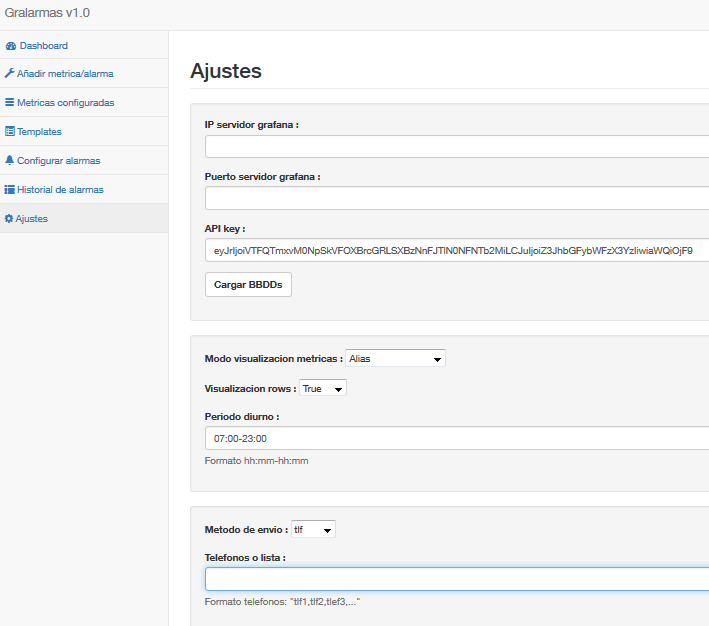 Gralarmas v1.0
Dashboard
Añadir metrica/alarma
Metricas configuradas
Templates
Configurar alarmas
Historial de alarmas
Ajustes
Ajustes
IP servidor grafana :
Puerto servidor grafana :
API key :
eyJrIjoiVTFQTmxvM0NpSkVFOXBrcGRLSXBzNnFJTlN0NFNTb2MiLCJuIjoiZ3JhbGFybWFzX3YzIiwiaWQiOjF9
Cargar BBDDs
Modo visualizacion metricas : Alias
Visualizacion rows : True
Periodo diurno :
07:00-23:00
Formato hh:mm-hh:mm
Metodo de envio : tlf
Telefonos o lista :
Formato telefonos: "tlf1,tlf2,tlef3,..."